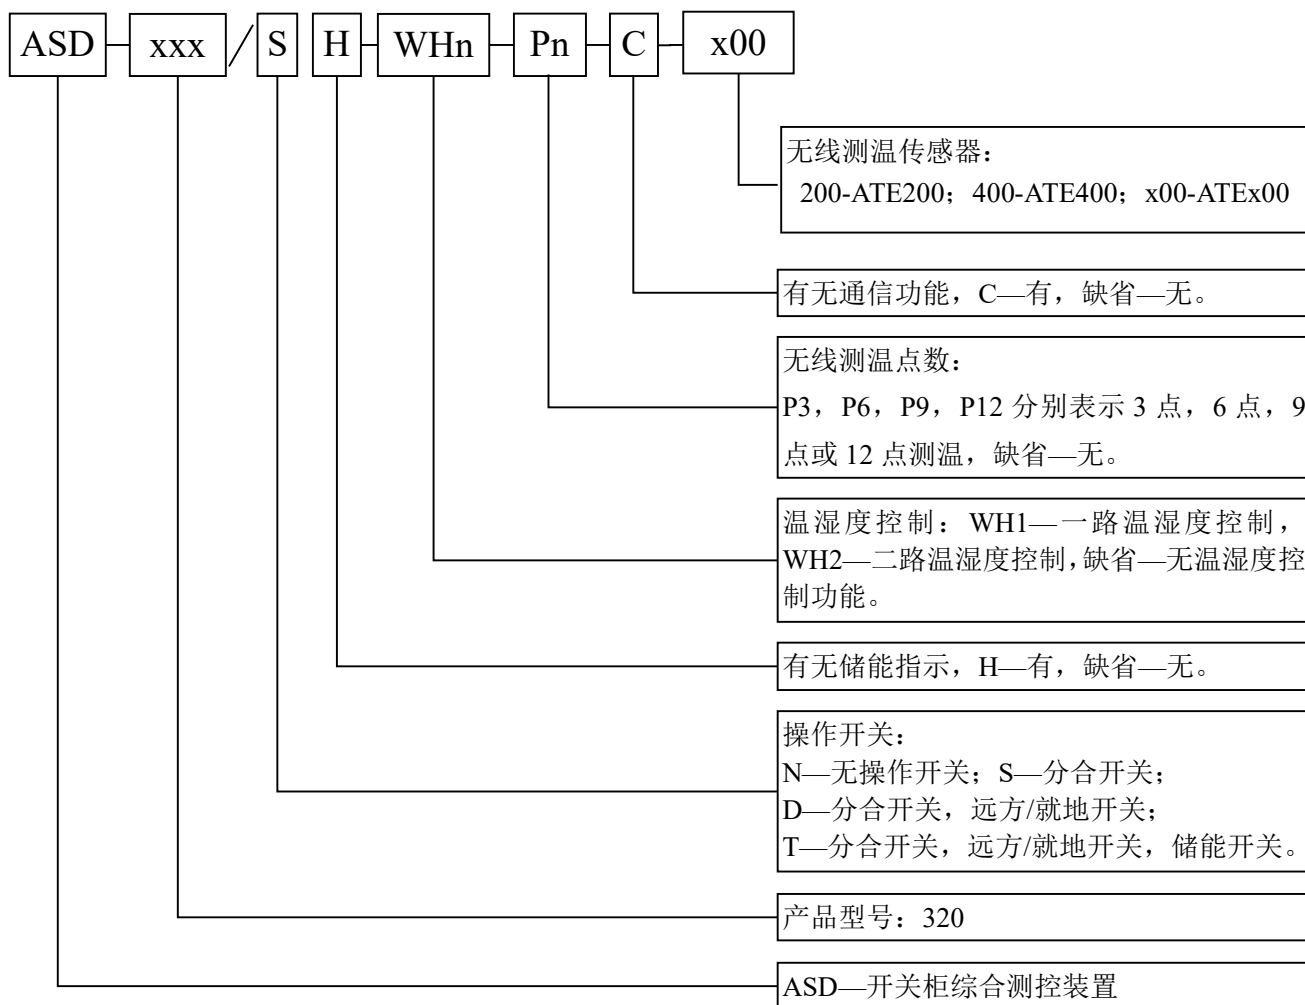 ASD xxx / S H WHn Pn C x00
无线测温传感器：
200-ATE200；400-ATE400；x00-ATEx00
有无通信功能，C—有，缺省—无。
无线测温点数：
P3，P6，P9，P12 分别表示 3 点，6 点，9
点或 12 点测温，缺省—无。
温湿度控制：WH1—一路温湿度控制，
WH2—二路温湿度控制，缺省—无温湿度控
制功能。
有无储能指示，H—有，缺省—无。
操作开关：
N—无操作开关；S—分合开关；
D—分合开关，远方/就地开关；
T—分合开关，远方/就地开关，储能开关。
产品型号：320
ASD—开关柜综合测控装置